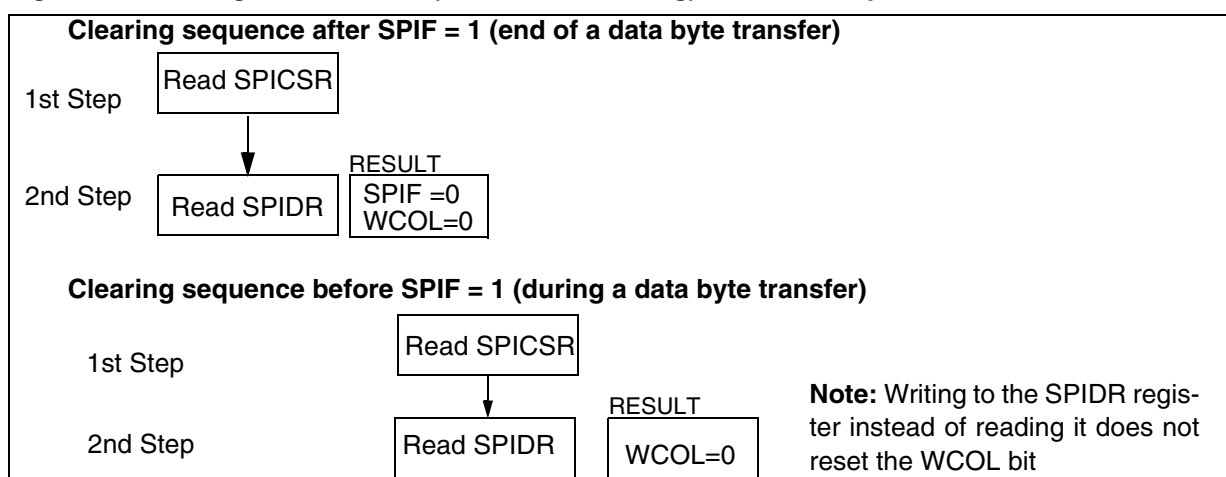 Clearing sequence after SPIF = 1 (end of a data byte transfer)
1st Step
Read SPICSR
2nd Step
Read SPIDR
RESULT
SPIF =0
WCOL=0
Clearing sequence before SPIF = 1 (during a data byte transfer)
1st Step
Read SPICSR
2nd Step
Read SPIDR
RESULT
WCOL=0
Note: Writing to the SPIDR regis-
ter instead of reading it does not
reset the WCOL bit